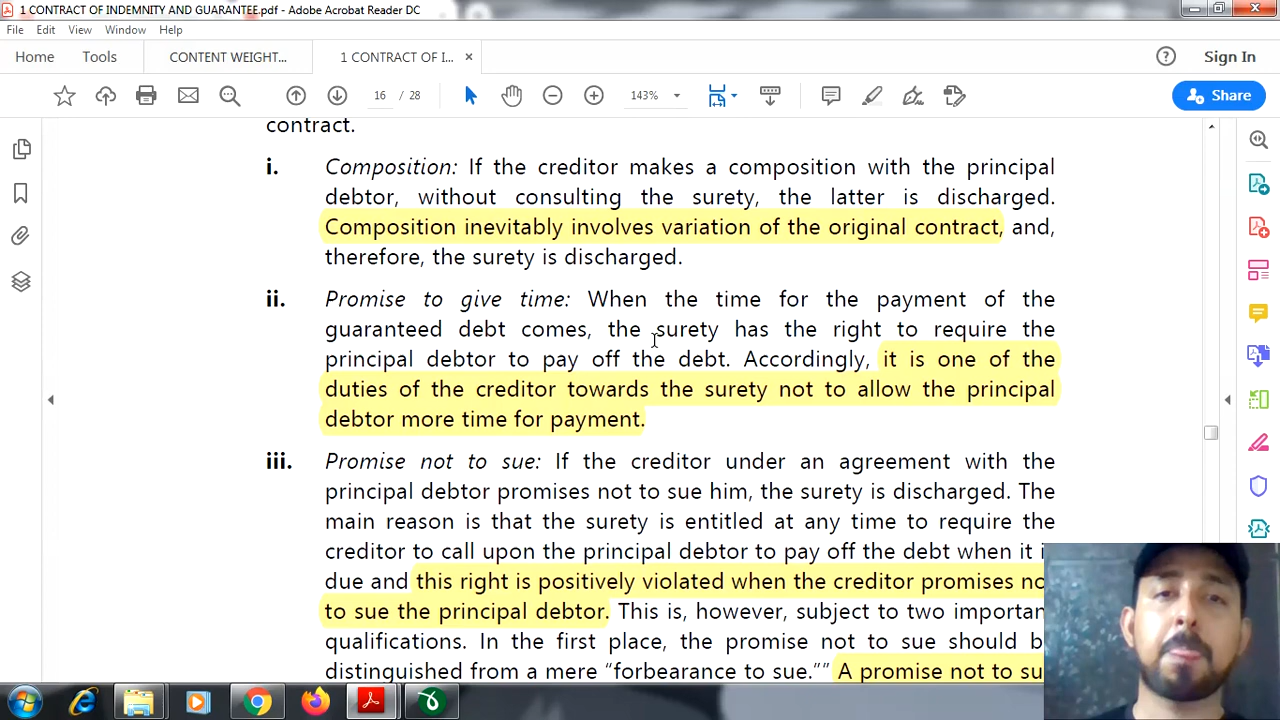 1 CONTRACT OF INDEMNITY AND GUARANTEE.pdf - Adobe Acrobat Reader DC
File Edit View Window Help
Home Tools CONTENT WEIGHT... 1 CONTRACT OF I... × Sign In
16 / 28 143% Share
contract.
i. Composition: If the creditor makes a composition with the principal
debtor, without consulting the surety, the latter is discharged.
Composition inevitably involves variation of the original contract, and,
therefore, the surety is discharged.
ii. Promise to give time: When the time for the payment of the
guaranteed debt comes, the surety has the right to require the
principal debtor to pay off the debt. Accordingly, it is one of the
duties of the creditor towards the surety not to allow the principal
debtor more time for payment.
iii. Promise not to sue: If the creditor under an agreement with the
principal debtor promises not to sue him, the surety is discharged. The
main reason is that the surety is entitled at any time to require the
creditor to call upon the principal debtor to pay off the debt when it
due and this right is positively violated when the creditor promises
to sue the principal debtor. This is, however, subject to two
qualifications. In the first place, the promise not to sue should
distinguished from a mere “forbearance to sue.”” A promise not to